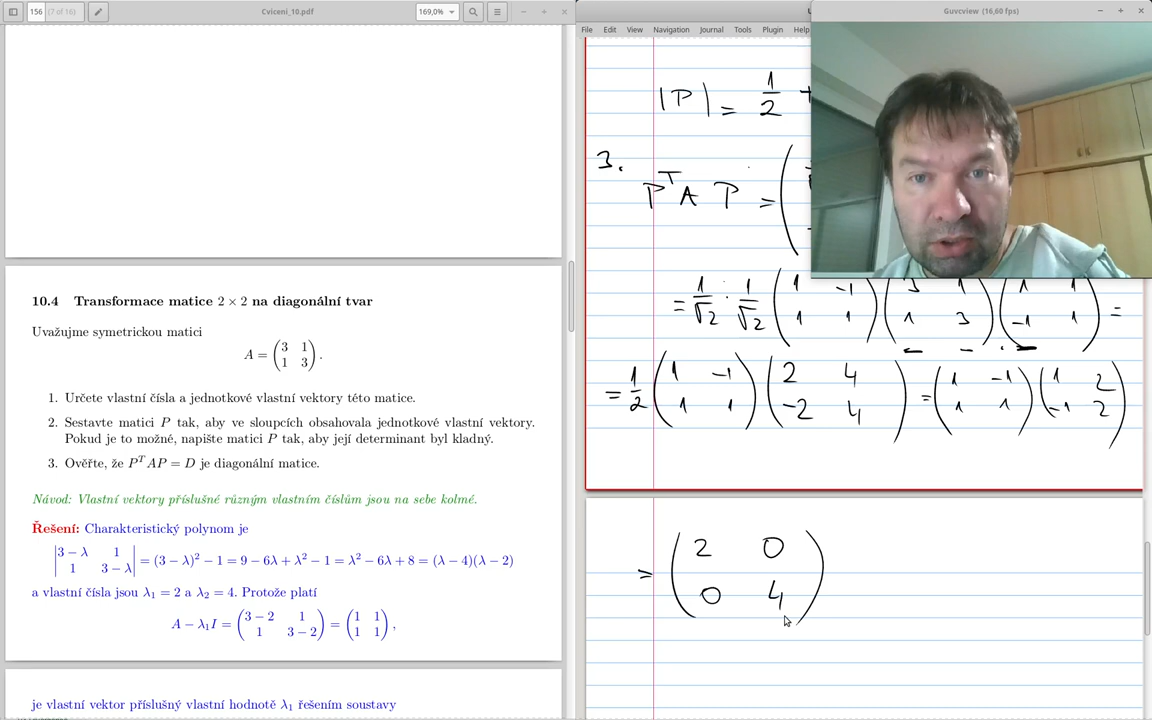 156 (7 of 16) Cviceni_10.pdf 169,0%
Guvcview (16,60 fps)
File Edit View Navigation Journal Tools Plugin Help
10.4 Transformace matice 2 × 2 na diagonální tvar
Uvažujme symetrickou matici
A = (3 1
1 3).
1. Určete vlastní čísla a jednotkové vlastní vektory této matice.
2. Sestavte matici P tak, aby ve sloupcích obsahovala jednotkové vlastní vektory.
Pokud je to možné, napište matici P tak, aby její determinant byl kladný.
3. Ověřte, že P^T AP = D je diagonální matice.
Návod: Vlastní vektory příslušné různým vlastním číslům jsou na sebe kolmé.
Řešení: Charakteristický polynom je
|3 − λ 1
1 3 − λ| = (3 − λ)² − 1 = 9 − 6λ + λ² − 1 = λ² − 6λ + 8 = (λ − 4)(λ − 2)
a vlastní čísla jsou λ₁ = 2 a λ₂ = 4. Protože platí
A − λ₁I = (3 − 2 1
1 3 − 2) = (1 1
1 1),
je vlastní vektor příslušný vlastní hodnotě λ₁ řešením soustavy
|P| = 1/2 +
3. P^T A P = (
= 1/√2 · 1/√2 (1 -1
1 1) (3 1
1 3) (1 1
-1 1) =
= 1/2 (1 -1
1 1) (2 4
-2 4) = (1 -1
1 1) (1 2
-1 2)
= (2 0
0 4)